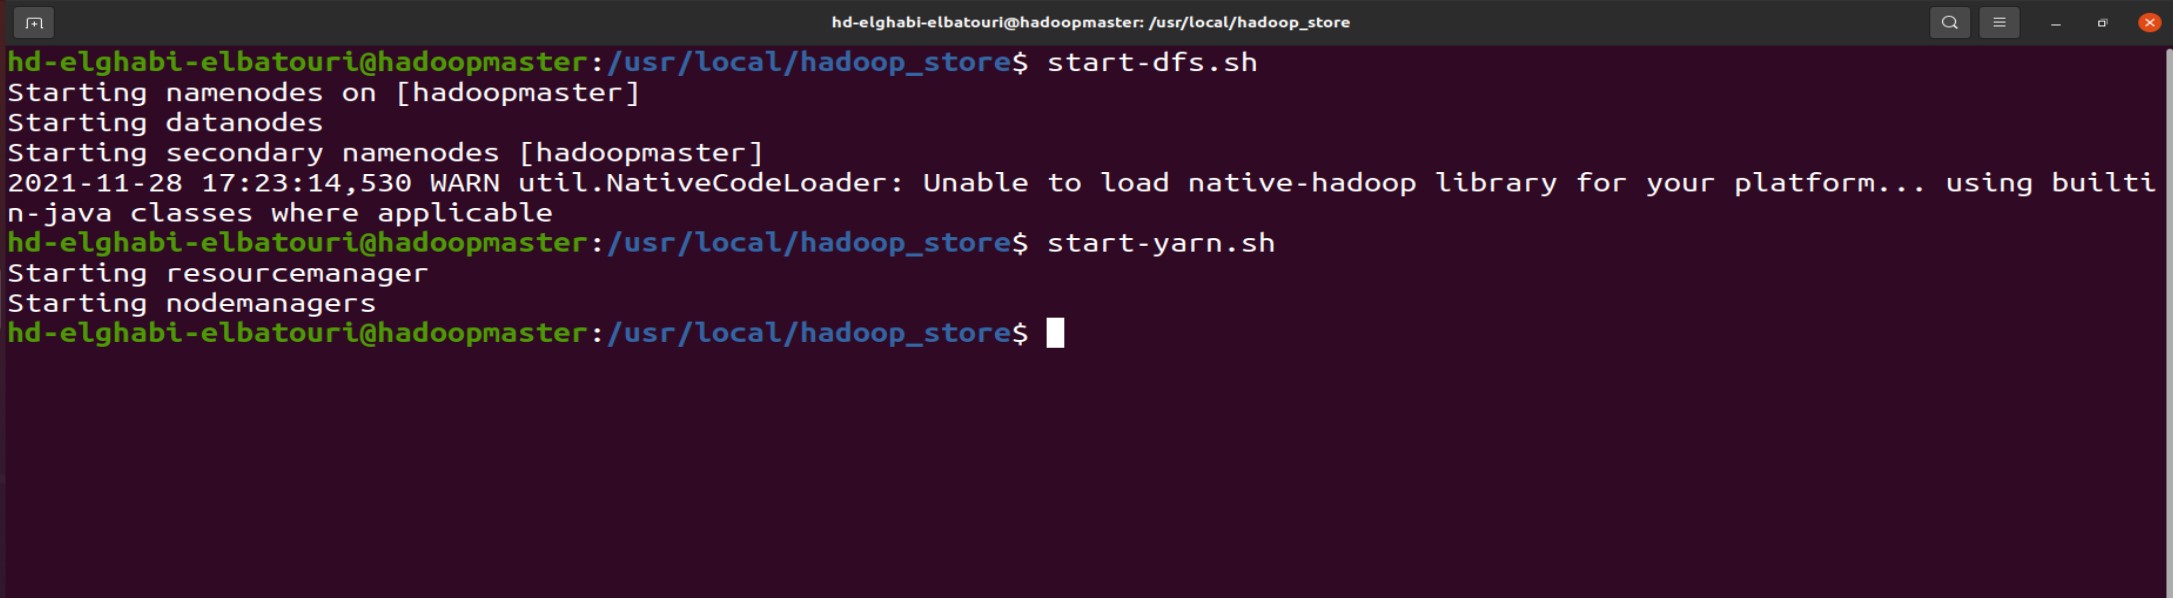 hd-elghabi-elbatouri@hadoopmaster: /usr/local/hadoop_store
hd-elghabi-elbatouri@hadoopmaster:/usr/local/hadoop_store$ start-dfs.sh
Starting namenodes on [hadoopmaster]
Starting datanodes
Starting secondary namenodes [hadoopmaster]
2021-11-28 17:23:14,530 WARN util.NativeCodeLoader: Unable to load native-hadoop library for your platform... using builti
n-java classes where applicable
hd-elghabi-elbatouri@hadoopmaster:/usr/local/hadoop_store$ start-yarn.sh
Starting resourcemanager
Starting nodemanagers
hd-elghabi-elbatouri@hadoopmaster:/usr/local/hadoop_store$